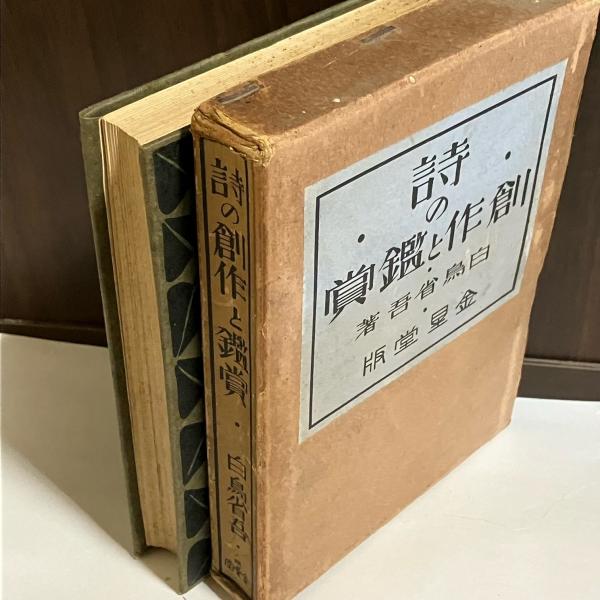 詩の
創作と鑑賞
白鳥省吾著
金星堂版
詩の創作と鑑賞・
白鳥省吾・